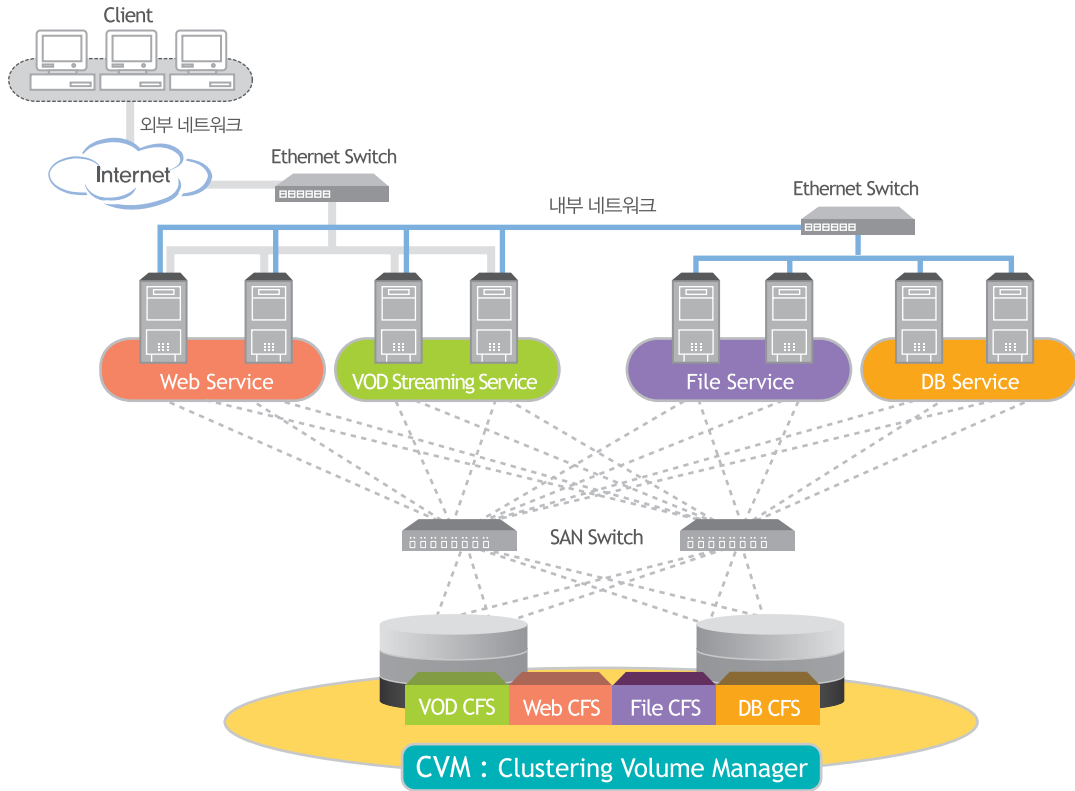 Client
외부 네트워크
Internet
Ethernet Switch
Ethernet Switch
내부 네트워크
Web Service
VOD Streaming Service
File Service
DB Service
SAN Switch
VOD CFS
Web CFS
File CFS
DB CFS
CVM : Clustering Volume Manager